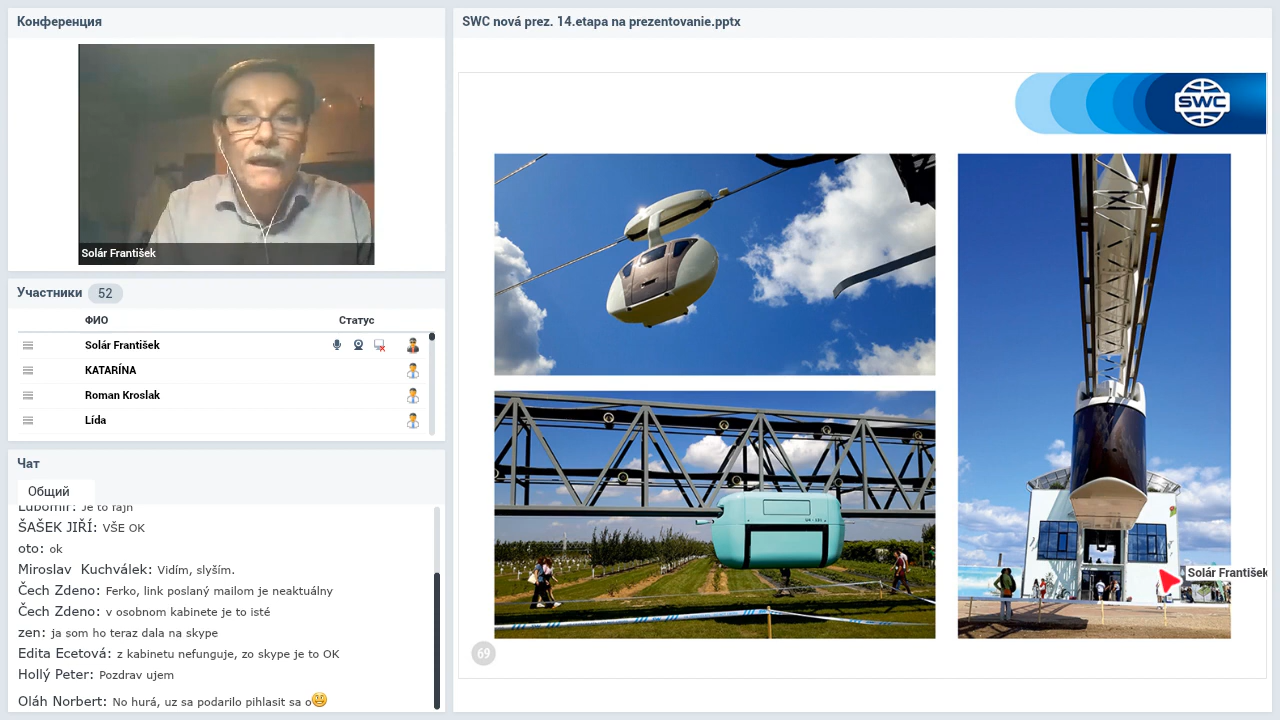 Конференция
Solár František
Участники 52
ФИО Статус
Solár František
KATARÍNA
Roman Kroslak
Lída
Чат
Общий
Lubomír: Je to fajn
ŠAŠEK JIŘÍ: VŠE OK
oto: ok
Miroslav Kuchválek: Vidím, slyším.
Čech Zdeno: Ferko, link poslaný mailom je neaktuálny
Čech Zdeno: v osobnom kabinete je to isté
zen: ja som ho teraz dala na skype
Edita Ecetová: z kabinetu nefunguje, zo skype je to OK
Hollý Peter: Pozdrav ujem
Oláh Norbert: No hurá, uz sa podarilo pihlasit sa o
SWC nová prez. 14.etapa na prezentovanie.pptx
SWC
Solár František
69